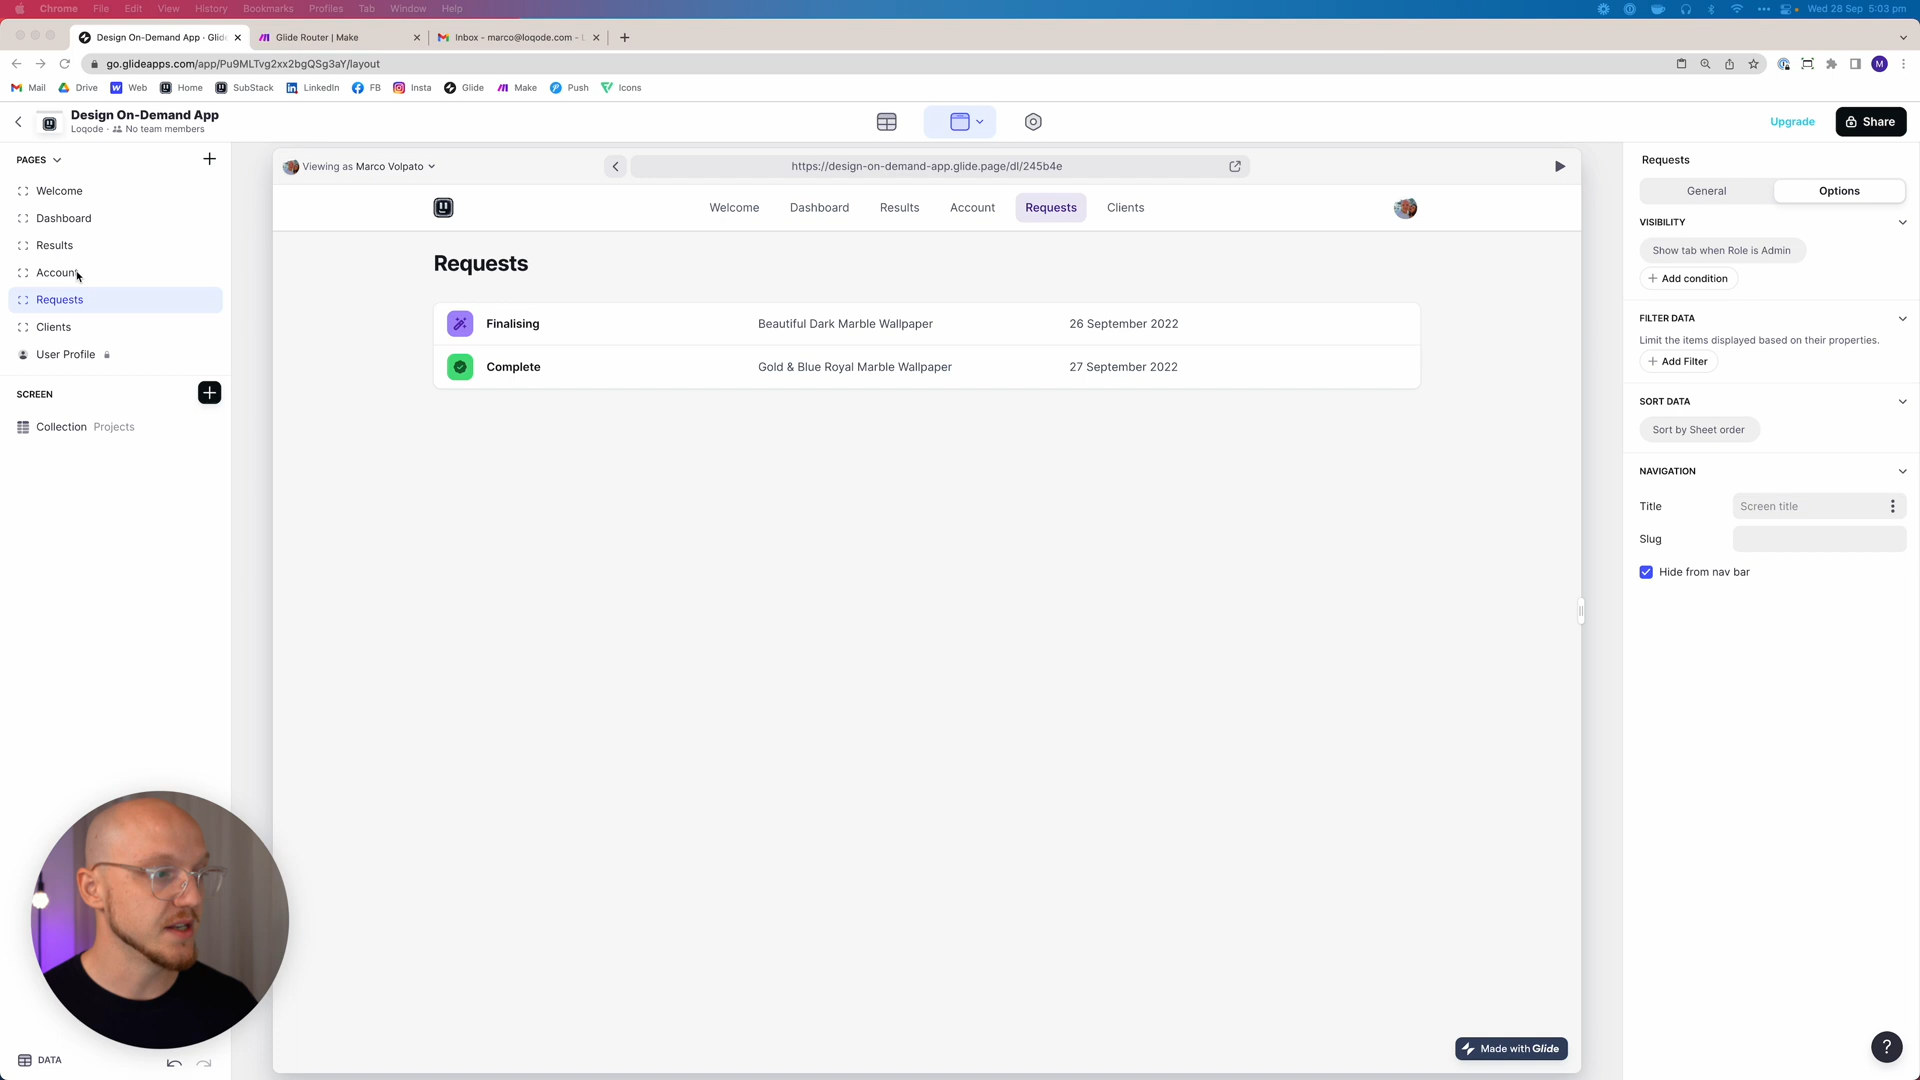 Chrome File Edit View History Bookmarks Profiles Tab Window Help
Wed 28 Sep 5:03 pm
Design On-Demand App · Glide
Glide Router | Make
Inbox - marco@loqode.com -
go.glideapps.com/app/Pu9MLTvg2xx2bgQSg3aY/layout
Mail Drive Web Home SubStack LinkedIn FB Insta Glide Make Push Icons
Design On-Demand App
Loqode · No team members
Upgrade
Share
PAGES
Welcome
Dashboard
Results
Account
Requests
Clients
User Profile
SCREEN
Collection Projects
DATA
Viewing as Marco Volpato
https://design-on-demand-app.glide.page/dl/245b4e
Welcome Dashboard Results Account Requests Clients
Requests
Finalising Beautiful Dark Marble Wallpaper 26 September 2022
Complete Gold & Blue Royal Marble Wallpaper 27 September 2022
Made with Glide
Requests
General Options
VISIBILITY
Show tab when Role is Admin
Add condition
FILTER DATA
Limit the items displayed based on their properties.
Add Filter
SORT DATA
Sort by Sheet order
NAVIGATION
Title Screen title
Slug
Hide from nav bar
M
?